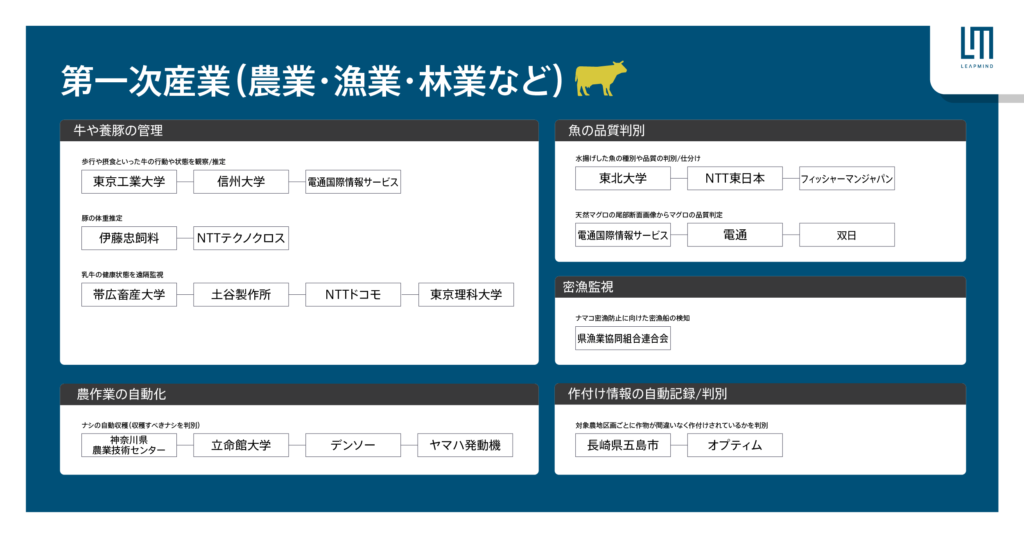 第一次産業（農業・漁業・林業など）
LM
LEAPMIND
牛や養豚の管理
歩行や摂食といった牛の行動や状態を観察/推定
東京工業大学
信州大学
電通国際情報サービス
豚の体重推定
伊藤忠飼料
NTTテクノクロス
乳牛の健康状態を遠隔監視
帯広畜産大学
土谷製作所
NTTドコモ
東京理科大学
魚の品質判別
水揚げした魚の種別や品質の判別/仕分け
東北大学
NTT東日本
フィッシャーマンジャパン
天然マグロの尾部断面画像からマグロの品質判定
電通国際情報サービス
電通
双日
密漁監視
ナマコ密漁防止に向けた密漁船の検知
県漁業協同組合連合会
農作業の自動化
ナシの自動収穫（収穫すべきナシを判別）
神奈川県
農業技術センター
立命館大学
デンソー
ヤマハ発動機
作付け情報の自動記録/判別
対象農地区画ごとに作物が間違いなく作付けされているかを判別
長崎県五島市
オプティム